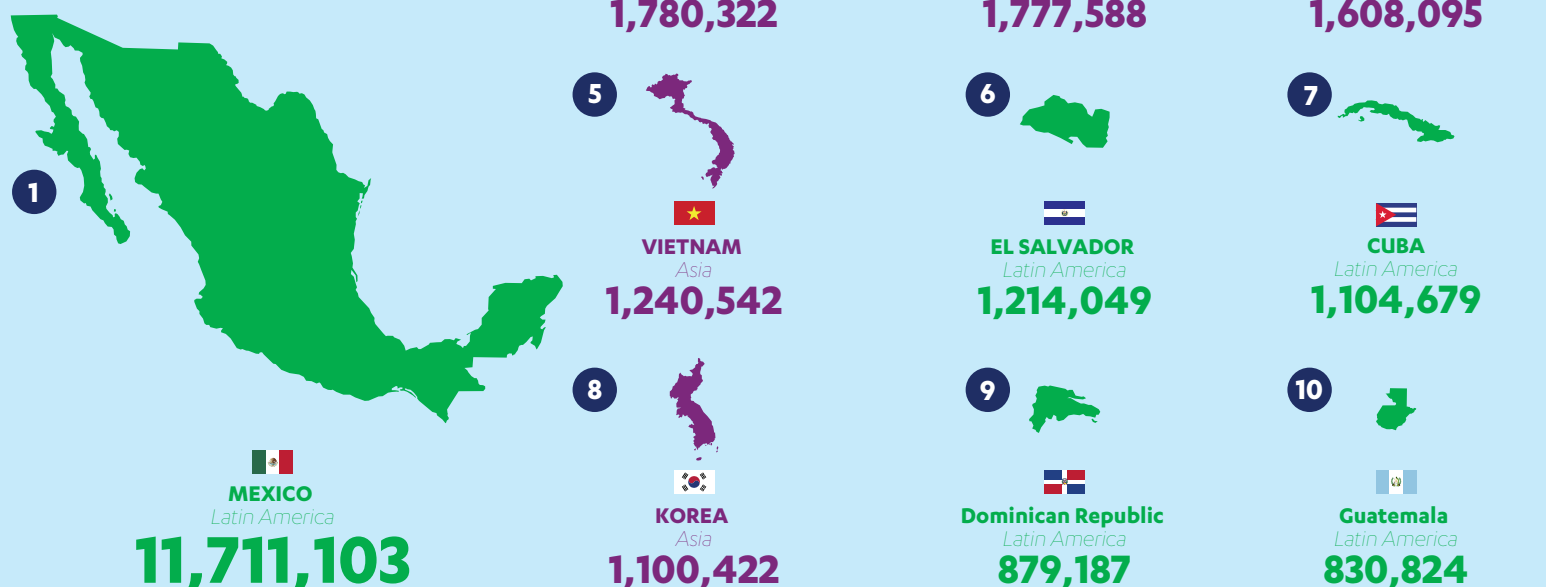 1,780,322
1,777,588
1,608,095
1
5
VIETNAM
Asia
1,240,542
6
EL SALVADOR
Latin America
1,214,049
7
CUBA
Latin America
1,104,679
MEXICO
Latin America
11,711,103
8
KOREA
Asia
1,100,422
9
Dominican Republic
Latin America
879,187
10
Guatemala
Latin America
830,824